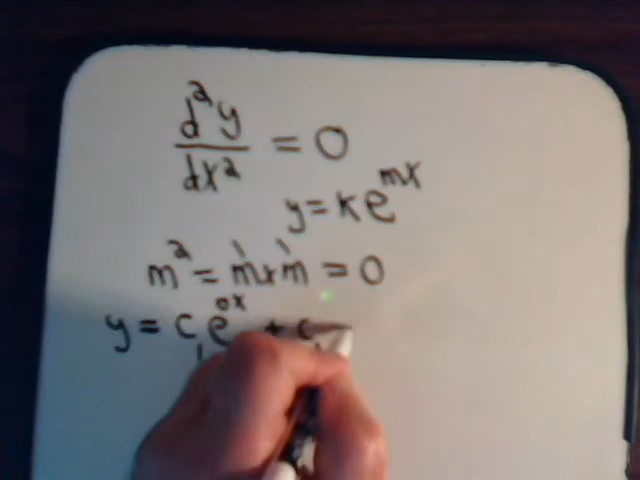 d²y/dx² = 0
y = ke^mx
m² = m × m = 0
y = c₁e^0x + c